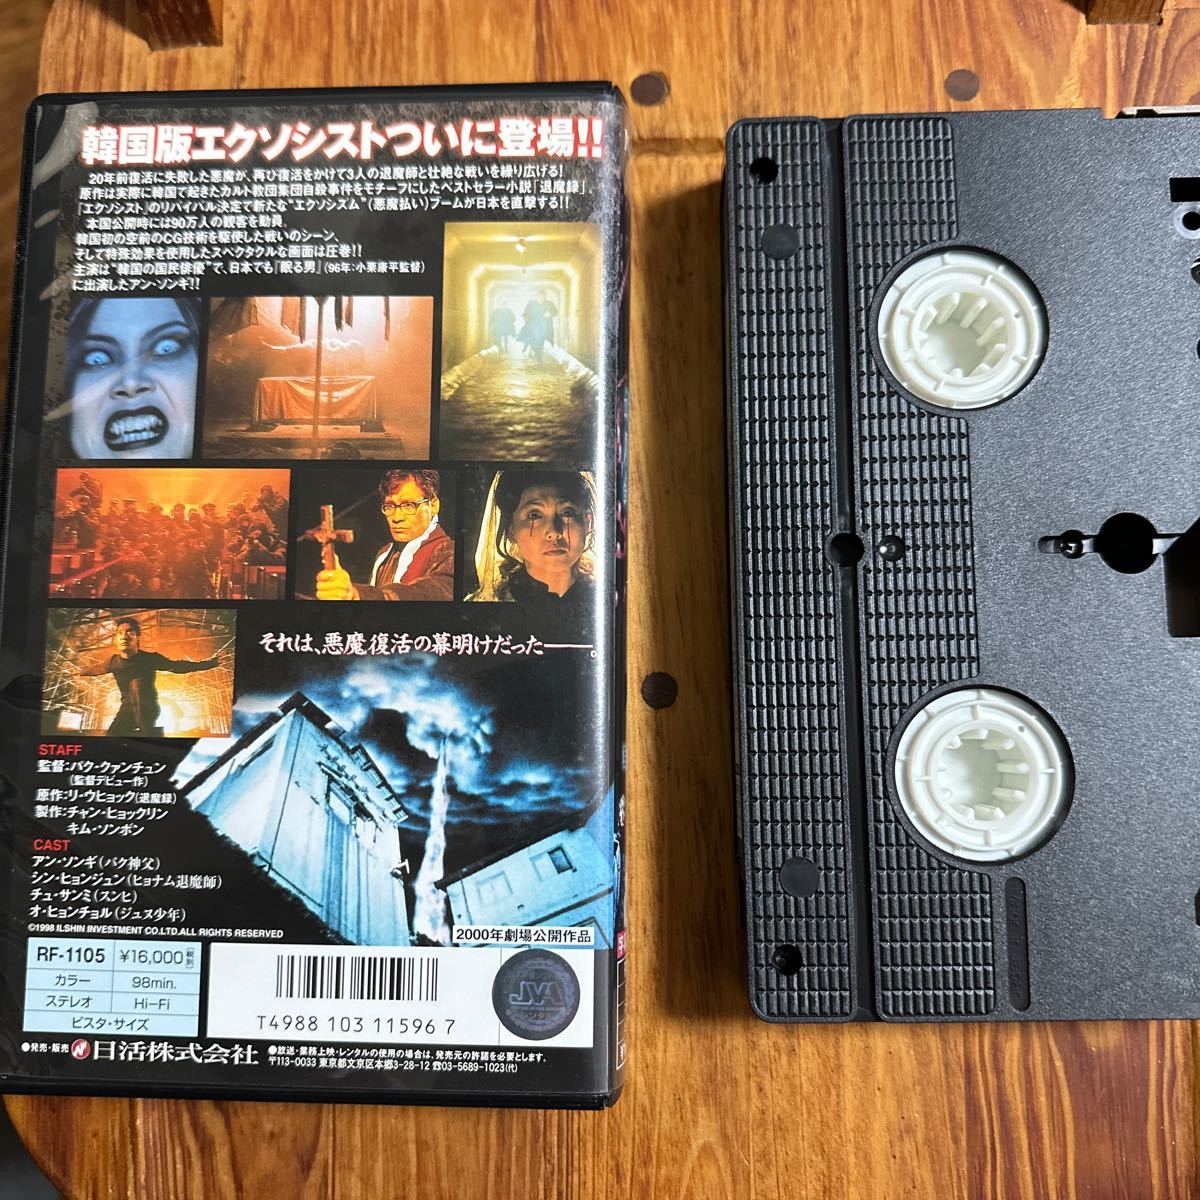 韓国版エクソシストついに登場!!
20年前復活に失敗した悪魔が、再び復活をかけて3人の退魔師と壮絶な戦いを繰り広げる!
原作は実際に韓国で起きたカルト教団集団自殺事件をモチーフにしたベストセラー小説「退魔録」、
『エクソシスト』のリバイバル決定で新たな“エクソシズム”(悪魔払い)ブームが日本を直撃する!!
本国公開時には90万人の観客を動員。
韓国初の空前のCG技術を駆使した戦いのシーン、
そして特殊効果を使用したスペクタクルな画面は圧巻!!
主演は“韓国の国民俳優”で、日本でも『眠る男』(96年:小栗康平監督)
に出演したアン・ソンギ!!
それは、悪魔復活の幕明けだった――。
STAFF
監督:パク・クァンチュン
(監督デビュー作)
原作:リ・ウヒョック(退魔録)
製作:チャン・ヒョックリン
キム・ソンボン
CAST
アン・ソンギ(パク神父)
シン・ヒョンジュン(ヒョナム退魔師)
チュ・サンミ(スンヒ)
オ・ヒョンチョル(ジュヌ少年)
©1998 ILSHIN INVESTMENT CO.LTD.ALL RIGHTS RESERVED
2000年劇場公開作品
RF-1105 ¥16,000(税別)
カラー 98min.
ステレオ Hi-Fi
ビスタ・サイズ
T4988 103 11596 7
JVA
レンタル
●発売・販売 日活株式会社
●放送・業務上映・レンタルの使用の場合は、発売元の許諾を必要とします。
〒113-0033 東京都文京区本郷3-28-12 ☎03-5689-1023(代)